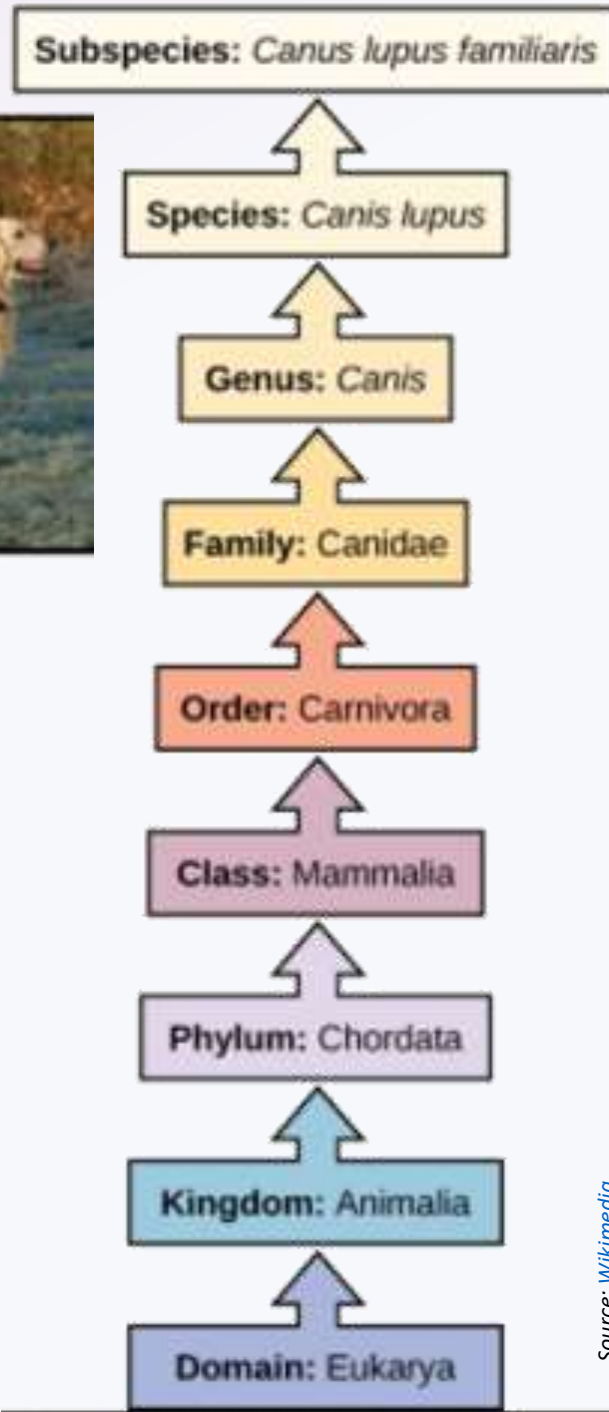 Subspecies: Canus lupus familiaris
Species: Canis lupus
Genus: Canis
Family: Canidae
Order: Carnivora
Class: Mammalia
Phylum: Chordata
Kingdom: Animalia
Domain: Eukarya
Source: Wikimedia